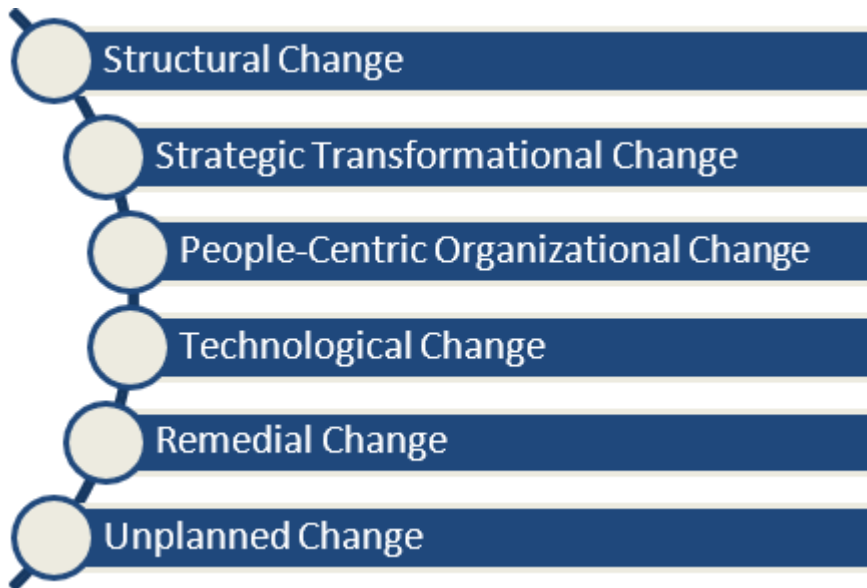 Structural Change
Strategic Transformational Change
People-Centric Organizational Change
Technological Change
Remedial Change
Unplanned Change